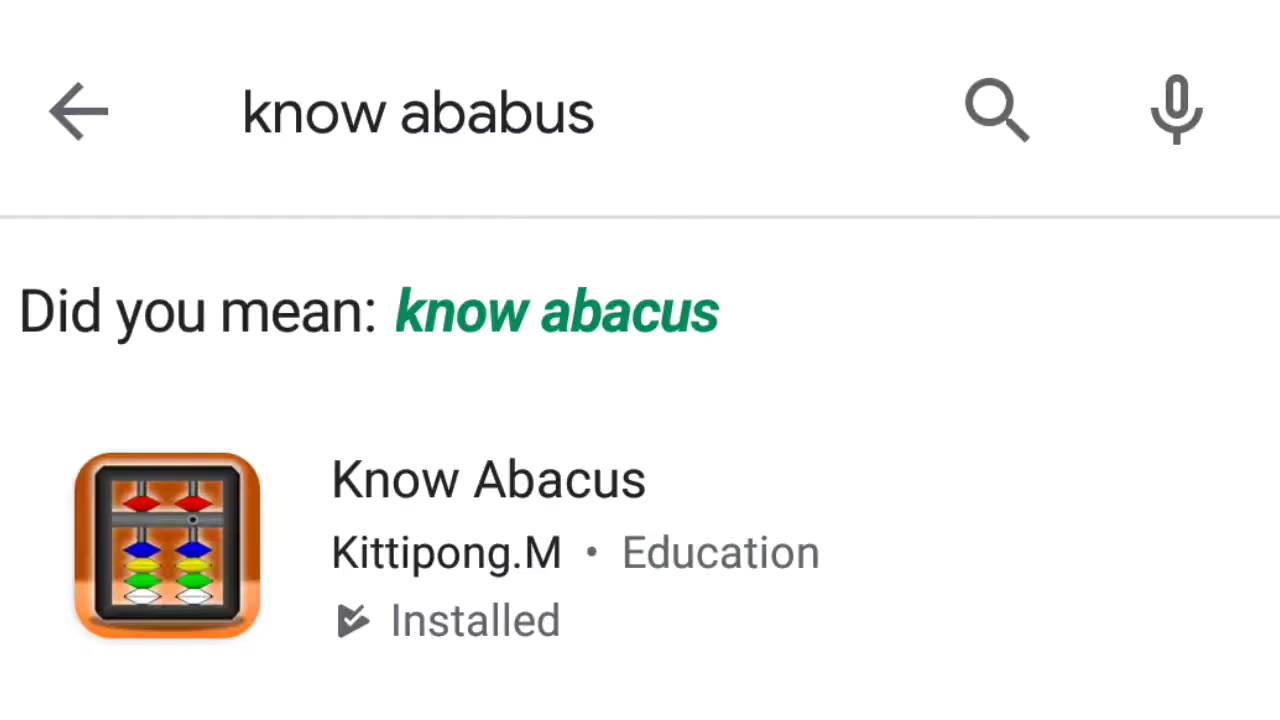 know ababus
Did you mean: know abacus
Know Abacus
Kittipong.M • Education
Installed